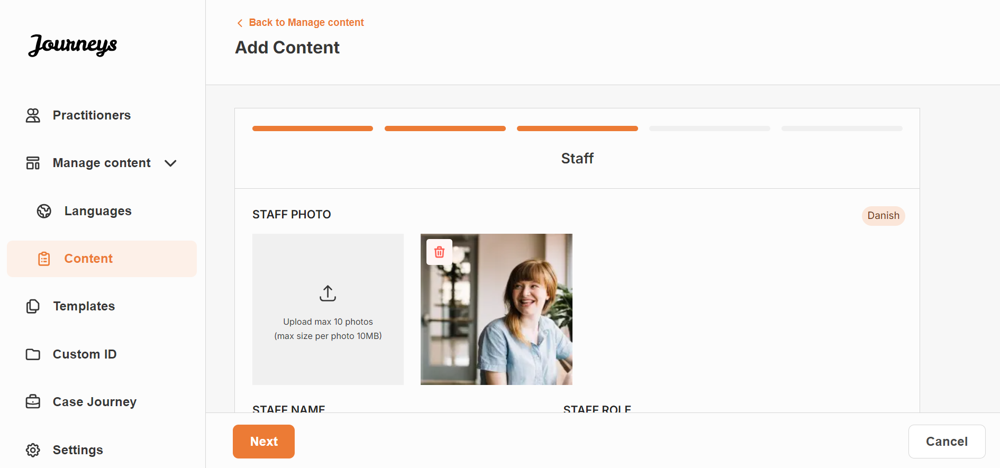 Journeys
Practitioners
Manage content
Languages
Content
Templates
Custom ID
Case Journey
Settings
Back to Manage content
Add Content
Staff
STAFF PHOTO
Danish
Upload max 10 photos
(max size per photo 10MB)
STAFF NAME
STAFF ROLE
Next
Cancel